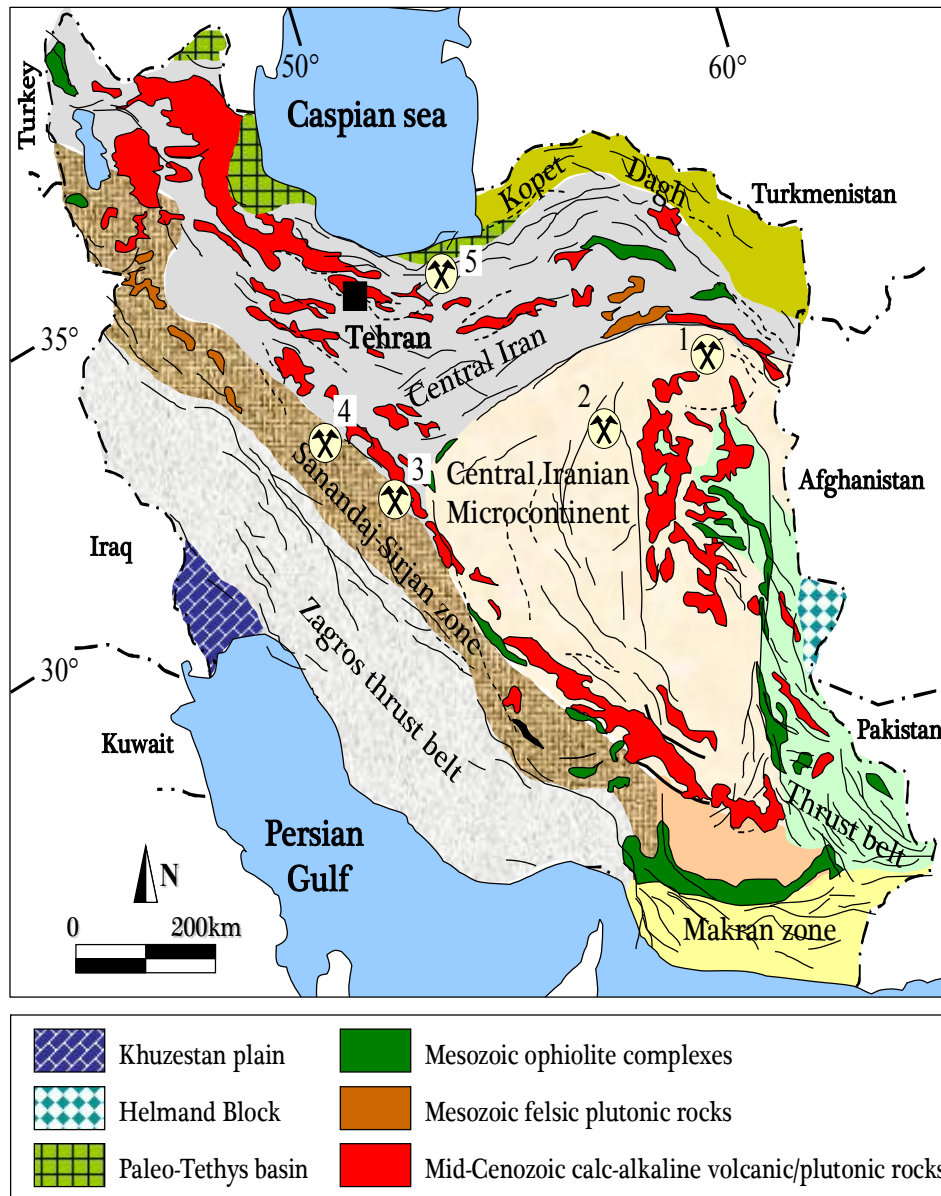 50°
60°
Turkey
Caspian sea
Kopet Dagh
Turkmenistan
5
35°
Tehran
Central Iran
1
2
4
3
Central Iranian
Microcontinent
Afghanistan
Sanandaj-Sirjan zone
Iraq
Zagros thrust belt
30°
Kuwait
Pakistan
Thrust belt
Persian
Gulf
N
Makran zone
0 200km
Khuzestan plain
Mesozoic ophiolite complexes
Helmand Block
Mesozoic felsic plutonic rocks
Paleo-Tethys basin
Mid-Cenozoic calc-alkaline volcanic/plutonic rocks